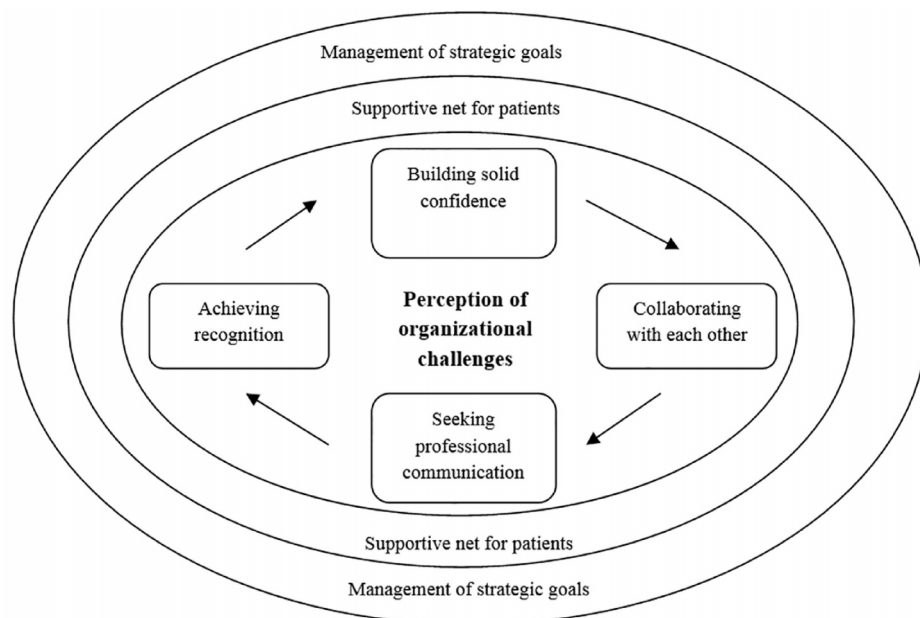 Management of strategic goals
Supportive net for patients
Building solid
confidence
Achieving
recognition
Perception of
organizational
challenges
Collaborating
with each other
Seeking
professional
communication
Supportive net for patients
Management of strategic goals